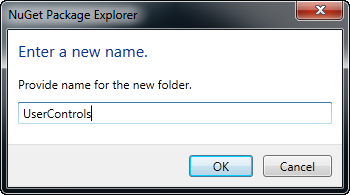 NuGet Package Explorer
Enter a new name.
Provide name for the new folder.
UserControls
OK Cancel